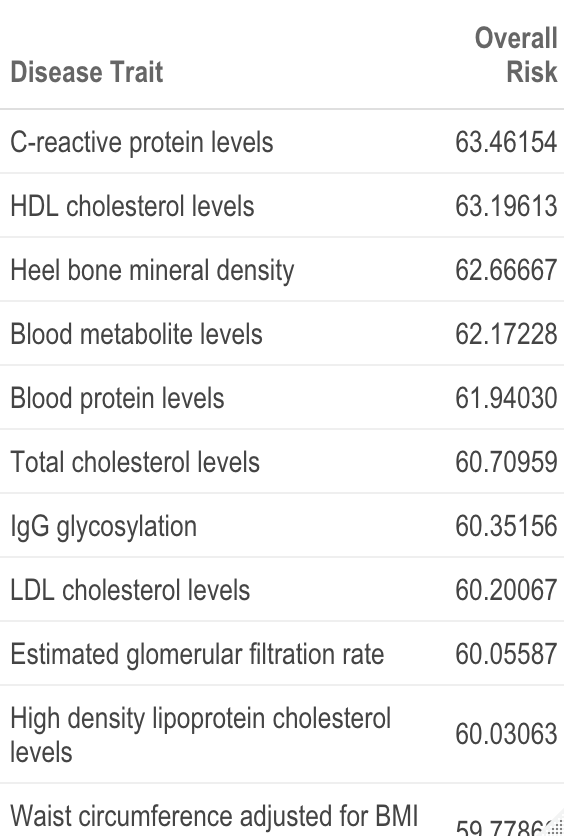 Overall
Disease Trait Risk
C-reactive protein levels 63.46154
HDL cholesterol levels 63.19613
Heel bone mineral density 62.66667
Blood metabolite levels 62.17228
Blood protein levels 61.94030
Total cholesterol levels 60.70959
IgG glycosylation 60.35156
LDL cholesterol levels 60.20067
Estimated glomerular filtration rate 60.05587
High density lipoprotein cholesterol
levels 60.03063
Waist circumference adjusted for BMI